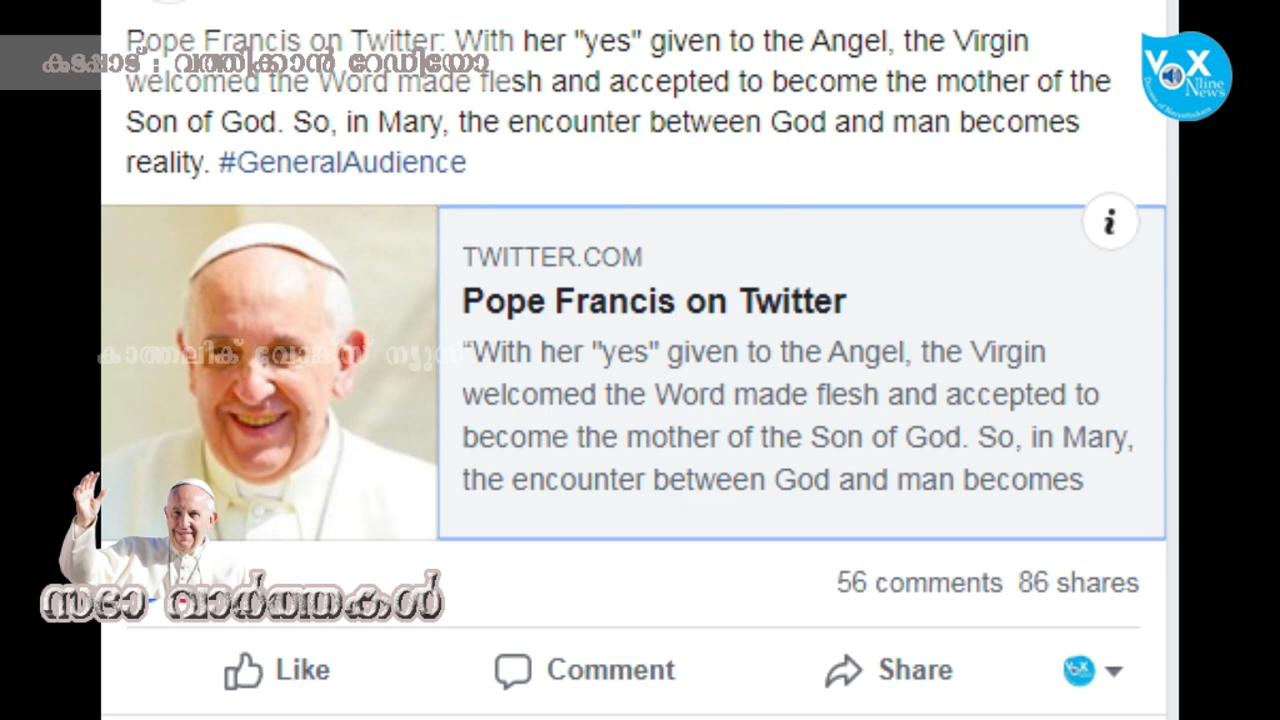 Pope Francis on Twitter: With her "yes" given to the Angel, the Virgin
കടപ്പാട് : വത്തിക്കാൻ റേഡിയോ
welcomed the Word made flesh and accepted to become the mother of the
Son of God. So, in Mary, the encounter between God and man becomes
reality. #GeneralAudience
VOX
Online
News
TWITTER.COM
Pope Francis on Twitter
“With her "yes" given to the Angel, the Virgin
welcomed the Word made flesh and accepted to
become the mother of the Son of God. So, in Mary,
the encounter between God and man becomes
കാത്തലിക് വോക്സ് ന്യൂസ്
സഭാ വാർത്തകൾ
56 comments 86 shares
Like Comment Share